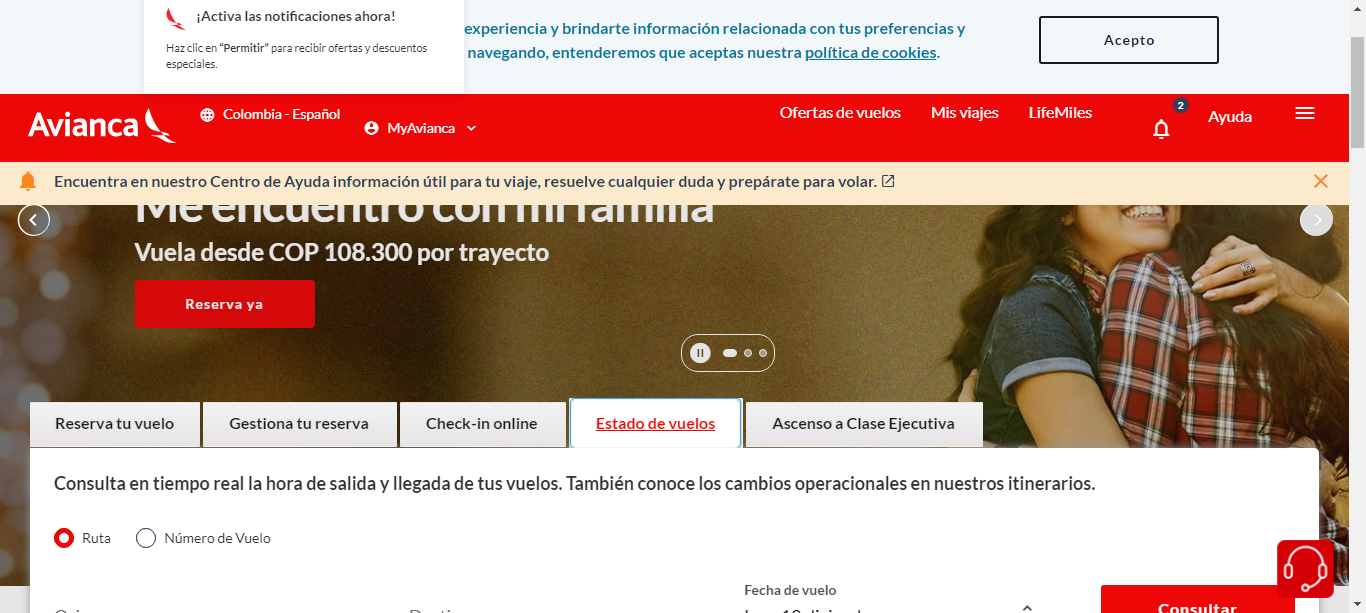 ¡Activa las notificaciones ahora!
Haz clic en “Permitir” para recibir ofertas y descuentos
especiales.
experiencia y brindarte información relacionada con tus preferencias y
navegando, entenderemos que aceptas nuestra política de cookies.
Acepto
Avianca
Colombia - Español
MyAvianca
Ofertas de vuelos
Mis viajes
LifeMiles
2
Ayuda
Encuentra en nuestro Centro de Ayuda información útil para tu viaje, resuelve cualquier duda y prepárate para volar.
Me encuentro con mi familia
Vuela desde COP 108.300 por trayecto
Reserva ya
Reserva tu vuelo
Gestiona tu reserva
Check-in online
Estado de vuelos
Ascenso a Clase Ejecutiva
Consulta en tiempo real la hora de salida y llegada de tus vuelos. También conoce los cambios operacionales en nuestros itinerarios.
Ruta
Número de Vuelo
Fecha de vuelo
Consultar